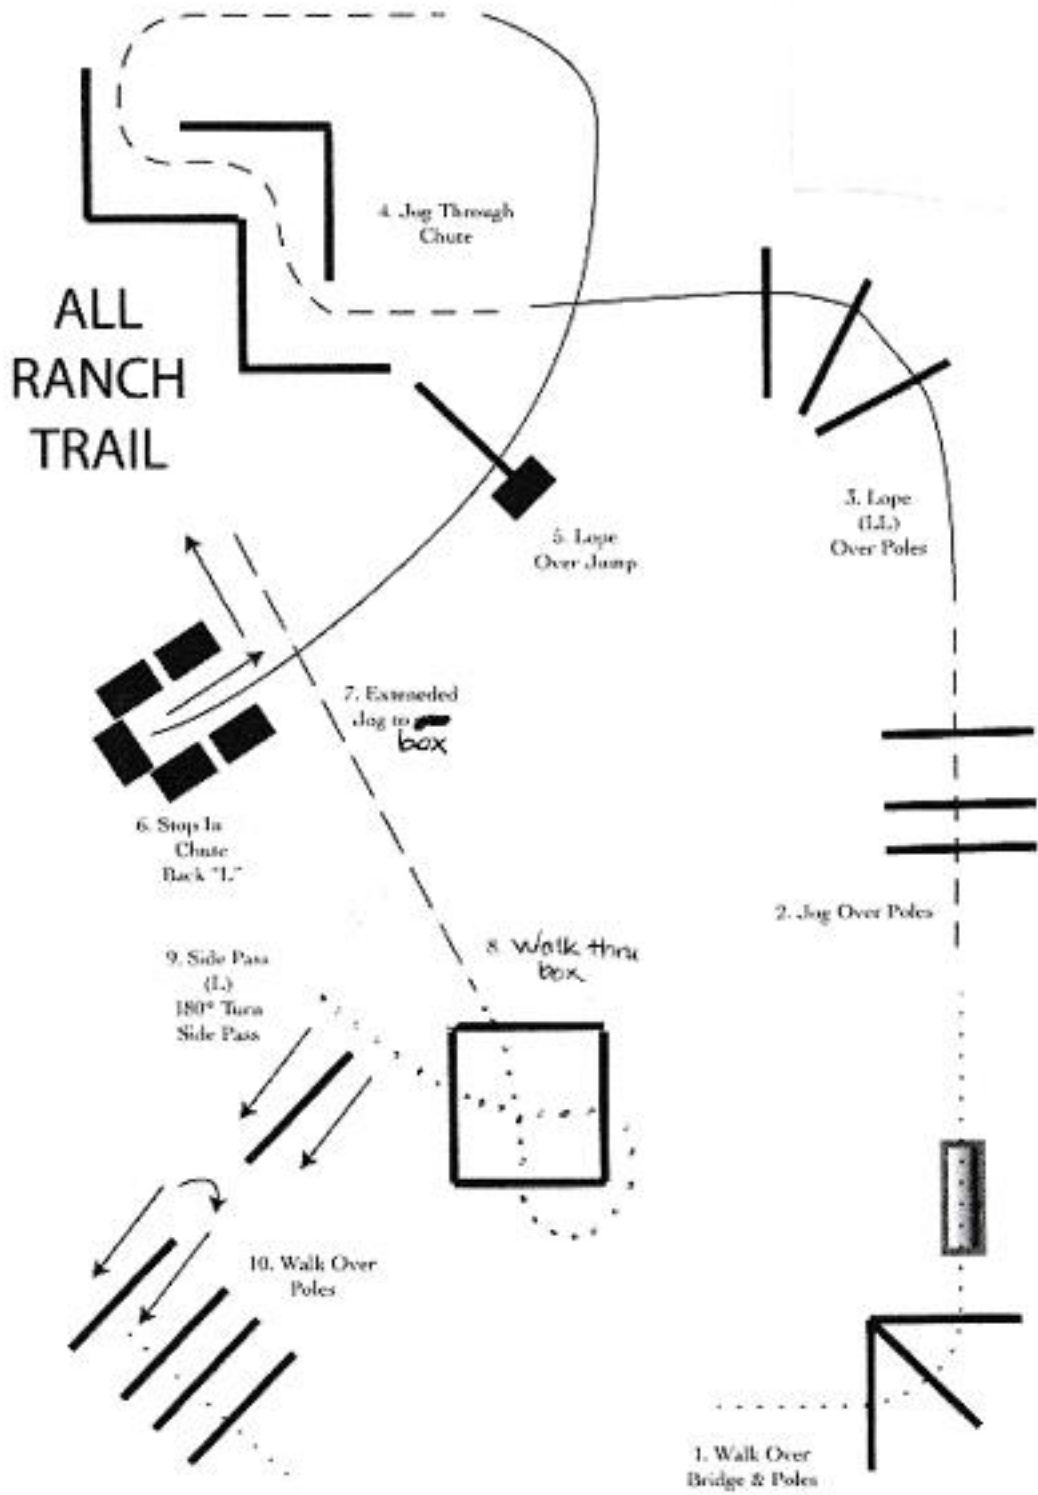 ALL
RANCH
TRAIL
4. Jog Through
Chute
3. Lope
(LL)
Over Poles
5. Lope
Over Jump
7. Exteneded
Jog to
box
6. Stop In
Chute
Back "L"
2. Jog Over Poles
8. Walk thru
box
9. Side Pass
(L)
180° Turn
Side Pass
10. Walk Over
Poles
1. Walk Over
Bridge & Poles